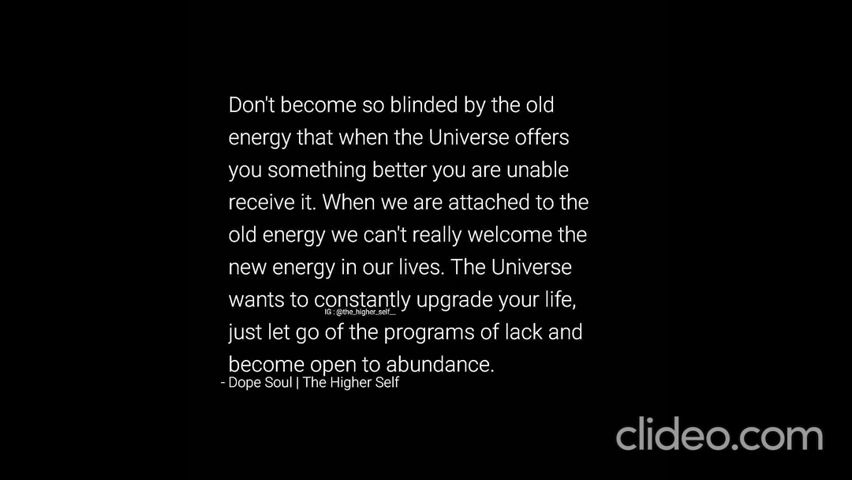 Don't become so blinded by the old
energy that when the Universe offers
you something better you are unable
receive it. When we are attached to the
old energy we can't really welcome the
new energy in our lives. The Universe
wants to constantly upgrade your life,
IG : @the_higher_self__
just let go of the programs of lack and
become open to abundance.
- Dope Soul | The Higher Self
clideo.com